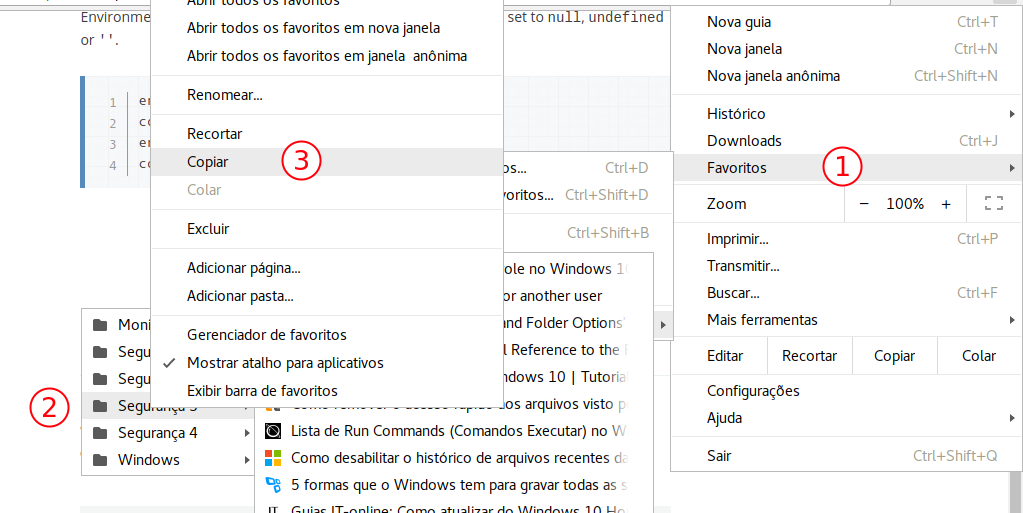 Abrir todos os favoritos
Environme
set to null, undefined
or ''.
Abrir todos os favoritos em nova janela
Abrir todos os favoritos em janela anônima
Renomear...
Recortar
Copiar
3
Colar
Excluir
Adicionar página...
Adicionar pasta...
Gerenciador de favoritos
Mostrar atalho para aplicativos
Exibir barra de favoritos
1 en
2 co
3 en
4 co
os... Ctrl+D
voritos... Ctrl+Shift+D
Ctrl+Shift+B
Nova guia Ctrl+T
Nova janela Ctrl+N
Nova janela anônima Ctrl+Shift+N
Histórico
Downloads Ctrl+J
Favoritos
1
Zoom − 100% +
Imprimir... Ctrl+P
Transmitir...
Buscar... Ctrl+F
Mais ferramentas
Editar Recortar Copiar Colar
Configurações
Ajuda
Sair Ctrl+Shift+Q
ole no Windows 10
or another user
and Folder Options"
l Reference to the
ndows 10 | Tutoria
Como remover o acesso rápido aos arquivos visto p
Lista de Run Commands (Comandos Executar) no W
Como desabilitar o histórico de arquivos recentes da
5 formas que o Windows tem para gravar todas as s
Guias IT-online: Como atualizar do Windows 10 Ho
Moni
Segu
Segu
2
Segurança 3
Segurança 4
Windows